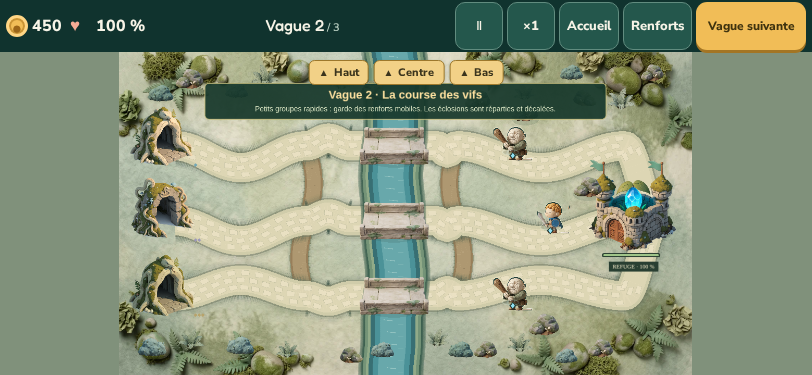 450 ♥ 100 %
Vague 2 / 3
II
×1
Accueil
Renforts
Vague suivante
▲ Haut
▲ Centre
▲ Bas
Vague 2 · La course des vifs
Petits groupes rapides : garde des renforts mobiles. Les éclosions sont réparties et décalées.
REFUGE · 100 %